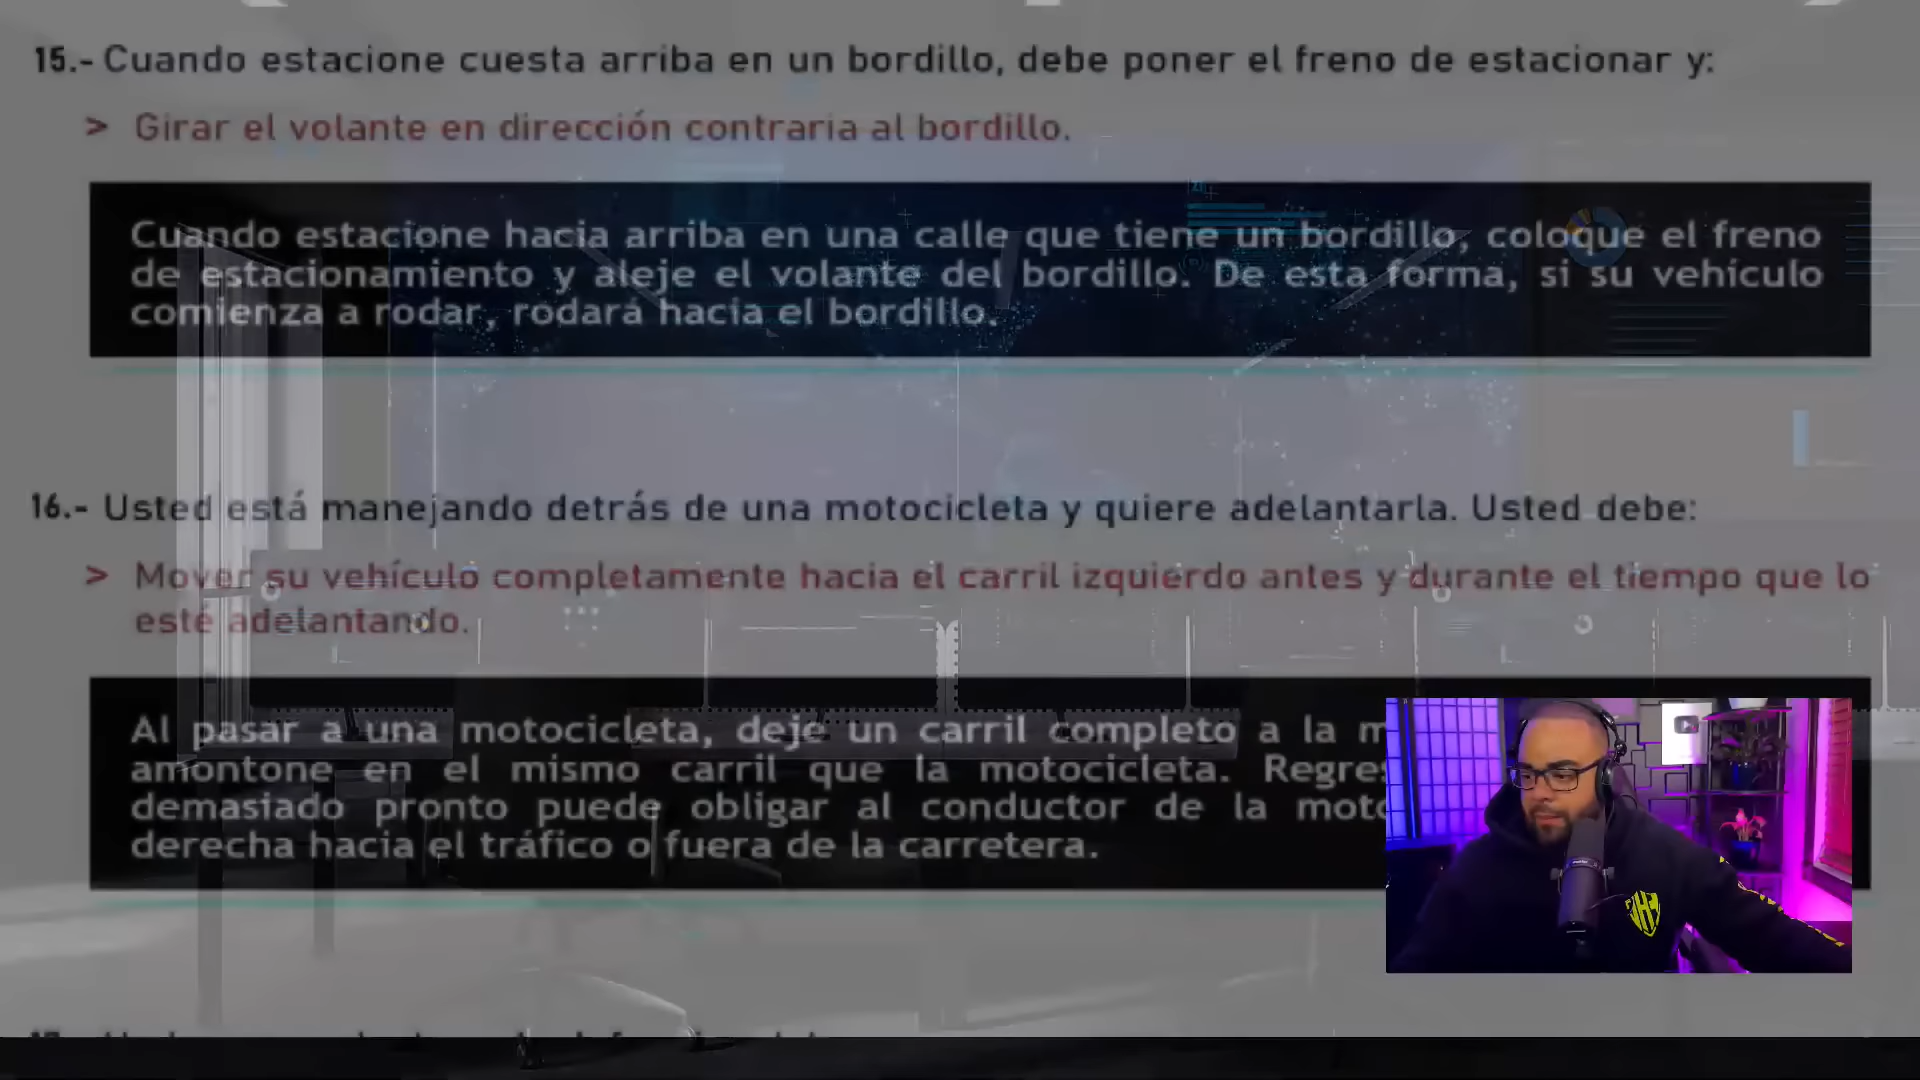 15.- Cuando estacione cuesta arriba en un bordillo, debe poner el freno de estacionar y:
> Girar el volante en dirección contraria al bordillo.
Cuando estacione hacia arriba en una calle que tiene un bordillo, coloque el freno
de estacionamiento y aleje el volante del bordillo. De esta forma, si su vehículo
comienza a rodar, rodará hacia el bordillo.
16.- Usted está manejando detrás de una motocicleta y quiere adelantarla. Usted debe:
> Mover su vehículo completamente hacia el carril izquierdo antes y durante el tiempo que lo
esté adelantando.
Al pasar a una motocicleta, deje un carril completo a la
amontone en el mismo carril que la motocicleta.
demasiado pronto puede obligar al conductor de la
derecha hacia el tráfico o fuera de la carretera.